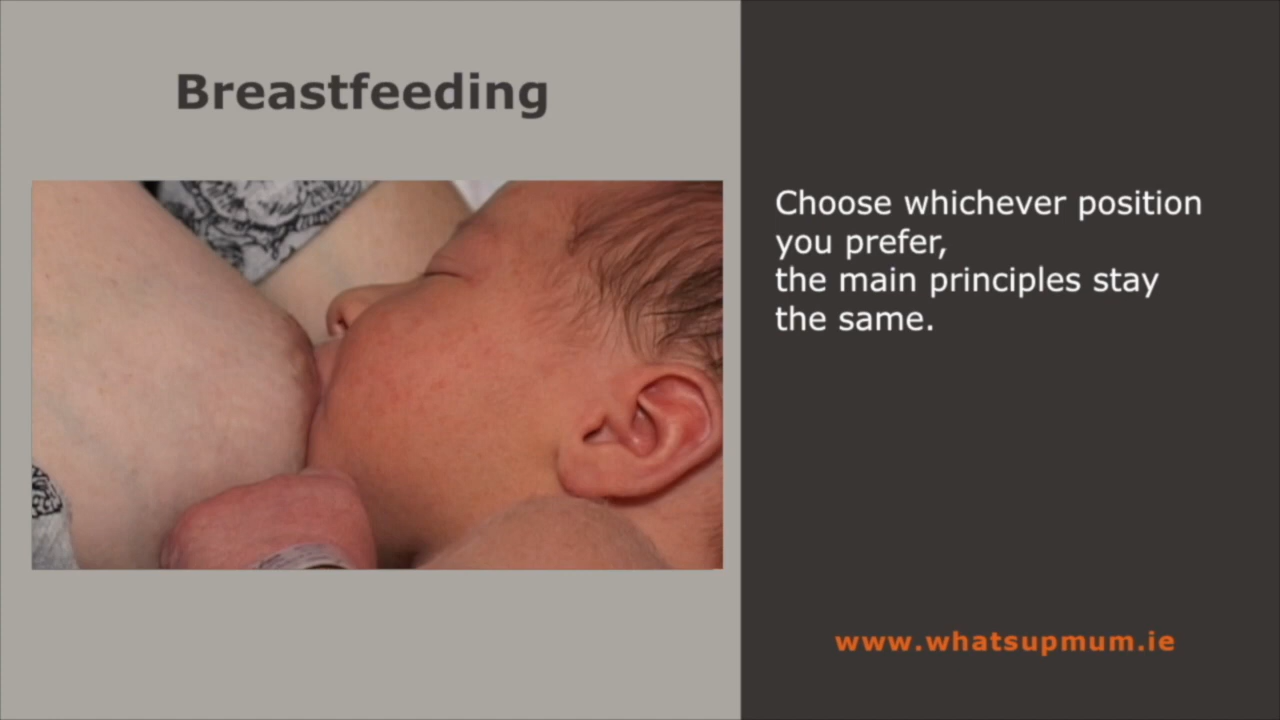 Breastfeeding
Choose whichever position
you prefer,
the main principles stay
the same.
www.whatsupmum.ie